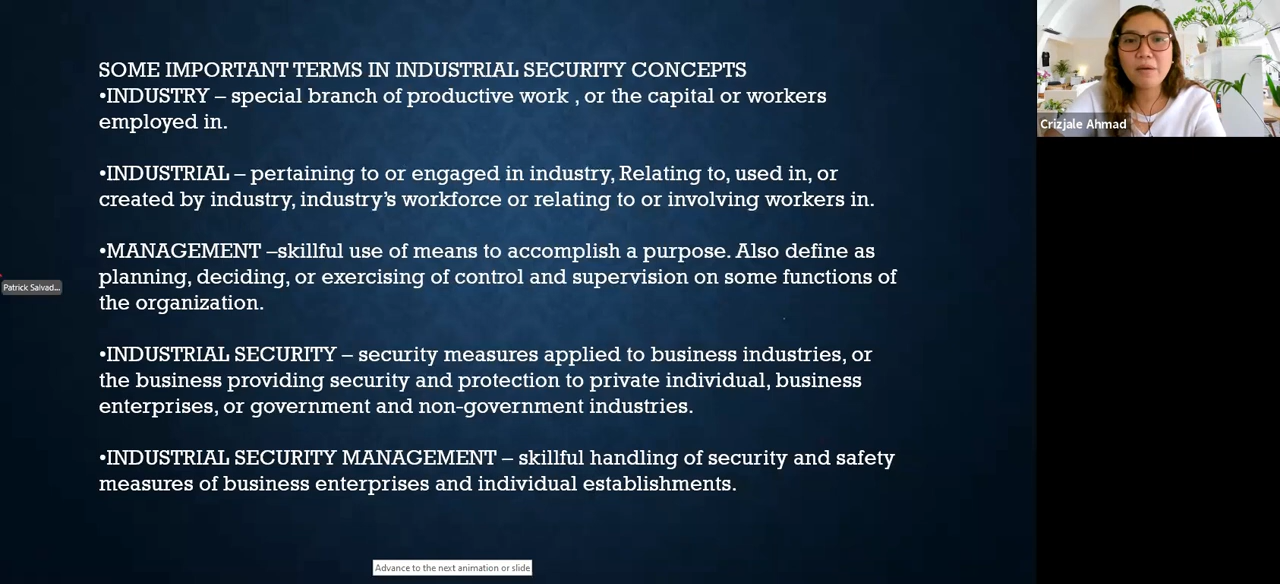 SOME IMPORTANT TERMS IN INDUSTRIAL SECURITY CONCEPTS
•INDUSTRY – special branch of productive work , or the capital or workers
employed in.
•INDUSTRIAL – pertaining to or engaged in industry, Relating to, used in, or
created by industry, industry’s workforce or relating to or involving workers in.
•MANAGEMENT –skillful use of means to accomplish a purpose. Also define as
planning, deciding, or exercising of control and supervision on some functions of
the organization.
•INDUSTRIAL SECURITY – security measures applied to business industries, or
the business providing security and protection to private individual, business
enterprises, or government and non-government industries.
•INDUSTRIAL SECURITY MANAGEMENT – skillful handling of security and safety
measures of business enterprises and individual establishments.
Crizjale Ahmad
Patrick Salvad...
Advance to the next animation or slide